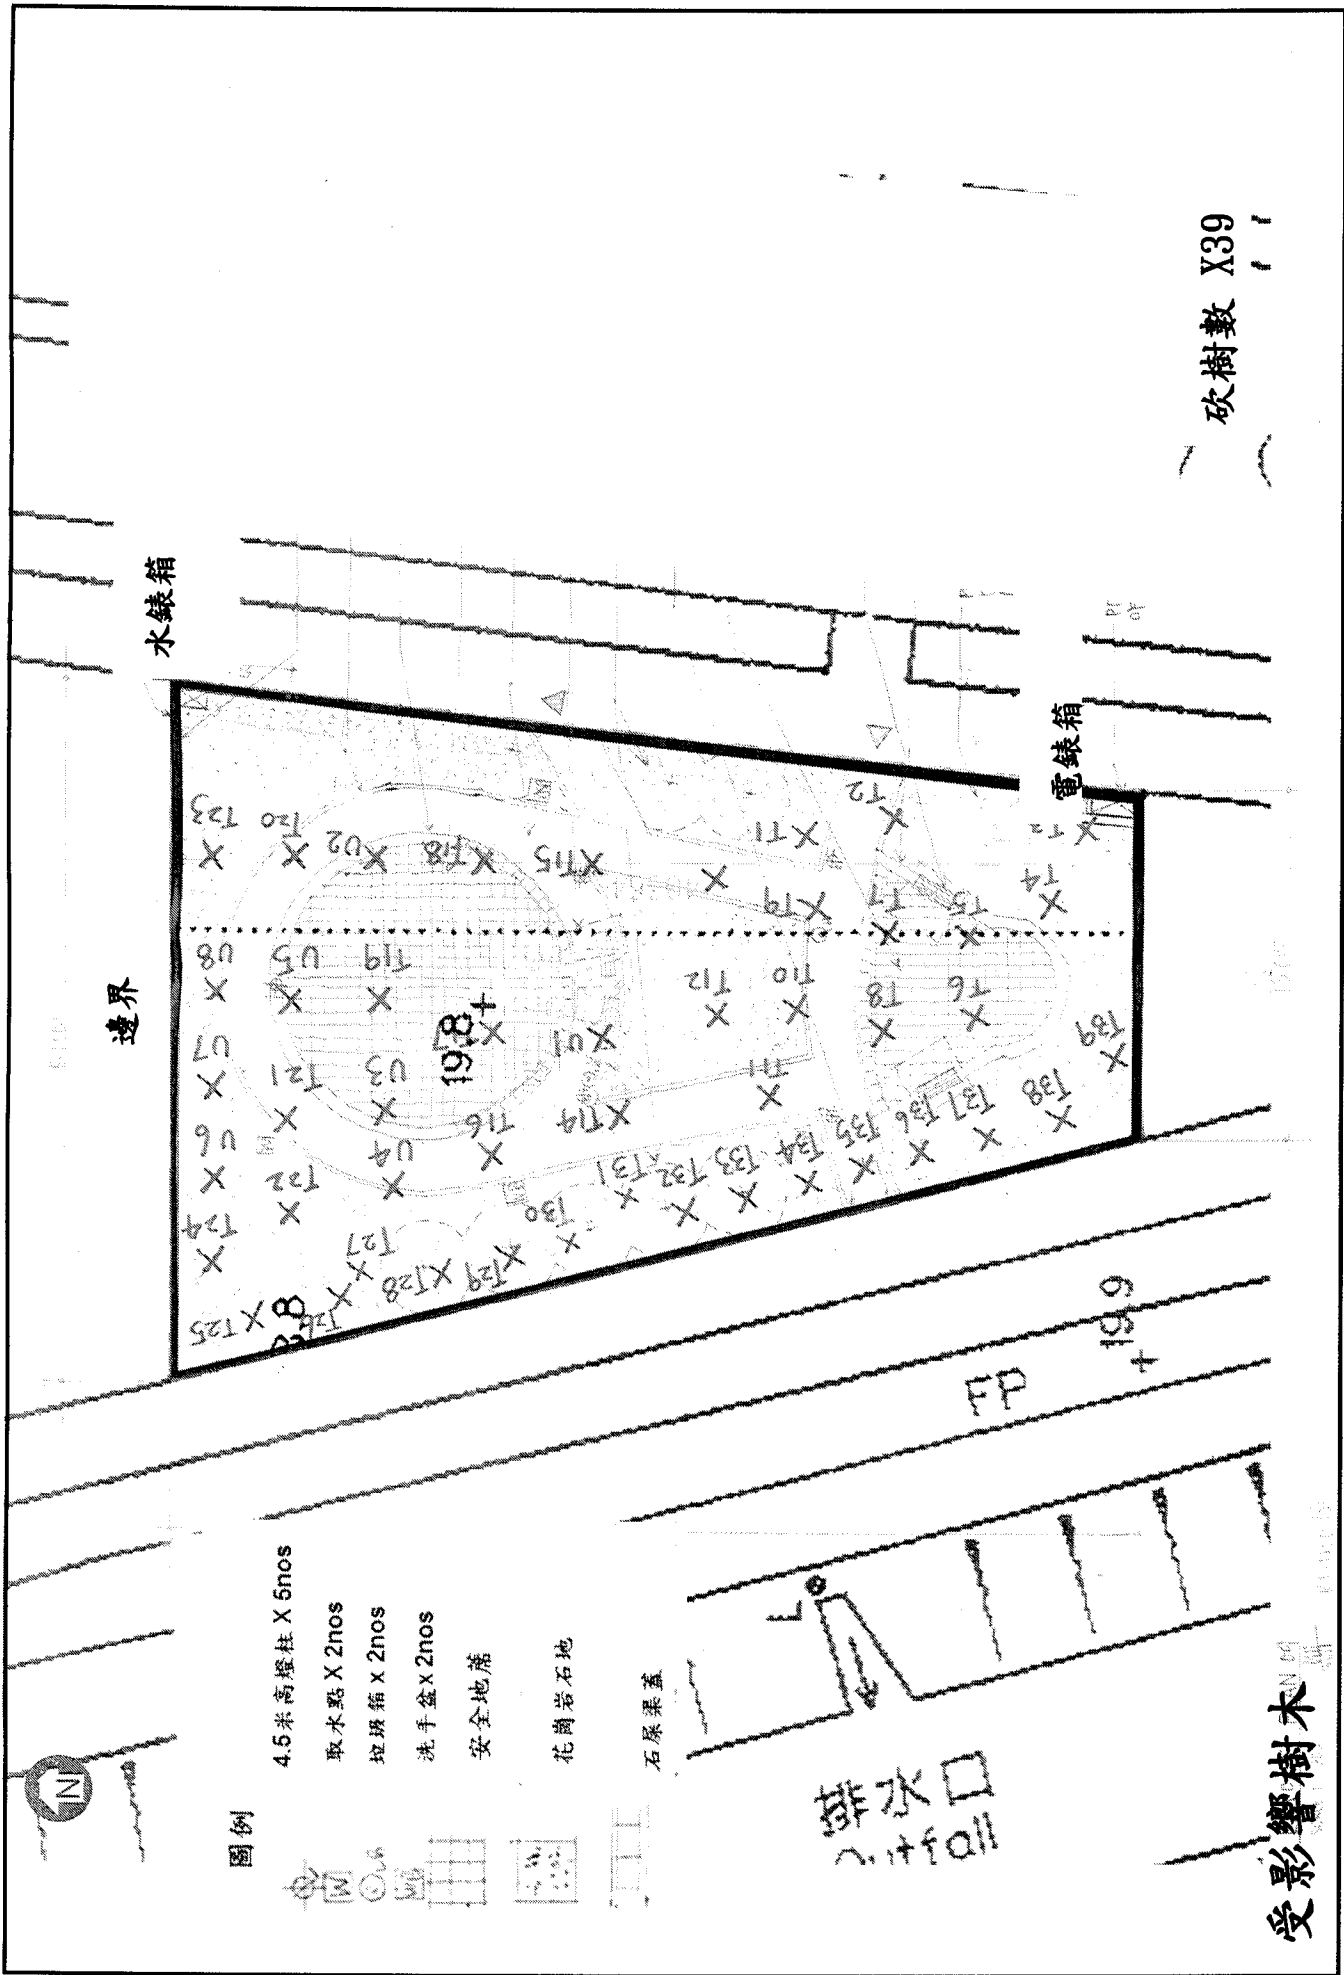 N
圖例
4.5米高燈柱 X 5nos
取水點 X 2nos
垃圾箱 x 2nos
洗手盆 x 2nos
安全地蓆
花崗岩石地
石屎渠蓋
邊界
水錶箱
電錶箱
T25
T24
U6
U7
U8
T23
T22
T21
U5
T20
T26
T27
U4
U3
T19
U2
T28
T29
T16
19.8
T18
T30
T14
U1
T15
T31
T32
T12
T33
T11
T10
T9
T1
T34
T35
T8
T7
T2
T36
T37
T6
T5
T38
T4
T39
T2
FP
19.9
排水口
Outfall
砍樹數 X39
受影響樹木